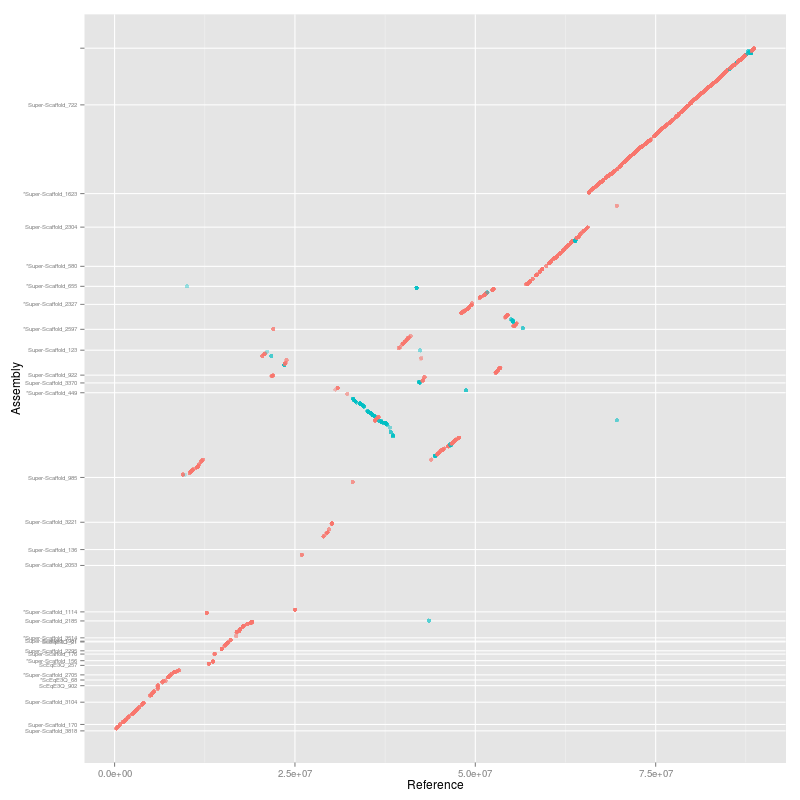 Super-Scaffold_722
*Super-Scaffold_1623
Super-Scaffold_2304
*Super-Scaffold_580
*Super-Scaffold_655
*Super-Scaffold_2327
*Super-Scaffold_2597
Super-Scaffold_123
Super-Scaffold_922
Super-Scaffold_3370
*Super-Scaffold_449
Super-Scaffold_985
Super-Scaffold_3221
Super-Scaffold_136
Super-Scaffold_2053
*Super-Scaffold_1114
Super-Scaffold_2185
*Super-Scaffold_2705
*ScEqE3Q_68
ScEqE3Q_902
Super-Scaffold_3104
Super-Scaffold_170
Super-Scaffold_3818
Assembly
0.0e+00 2.5e+07 5.0e+07 7.5e+07
Reference